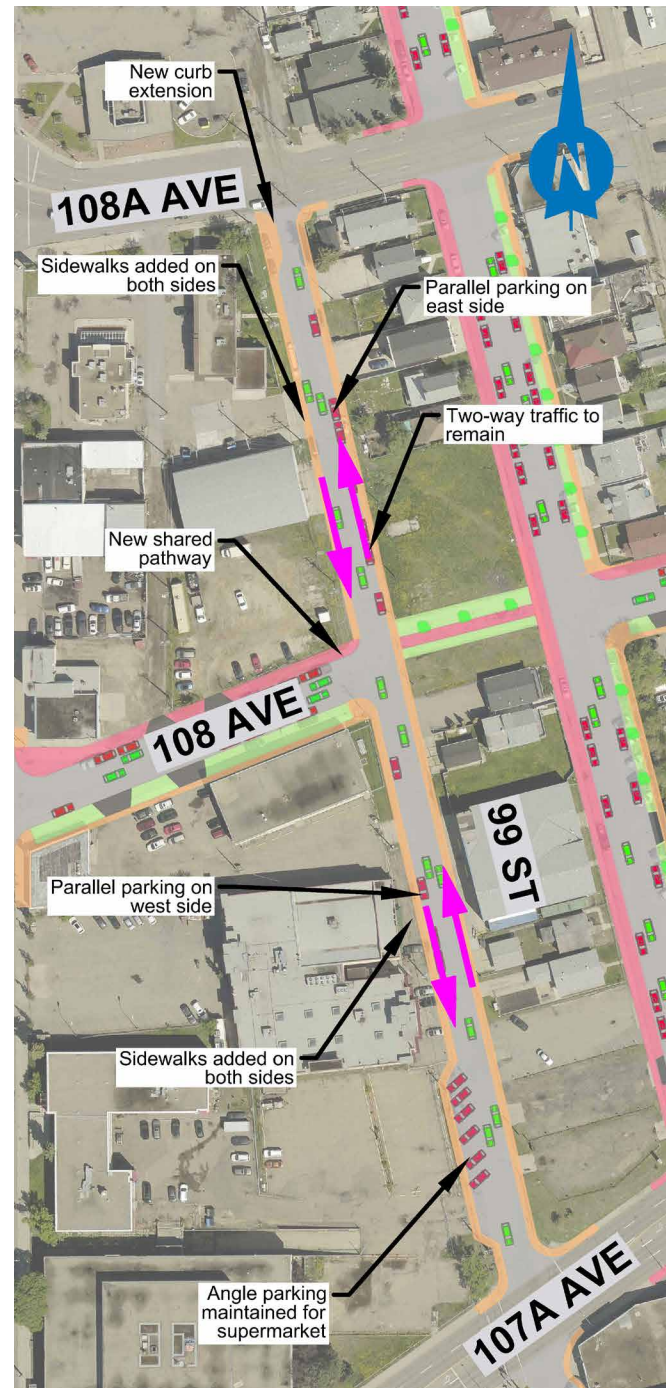 New curb
extension
108A AVE
N
Sidewalks added on
both sides
Parallel parking on
east side
Two-way traffic to
remain
New shared
pathway
108 AVE
99 ST
Parallel parking on
west side
Sidewalks added on
both sides
Angle parking
maintained for
supermarket
107A AVE